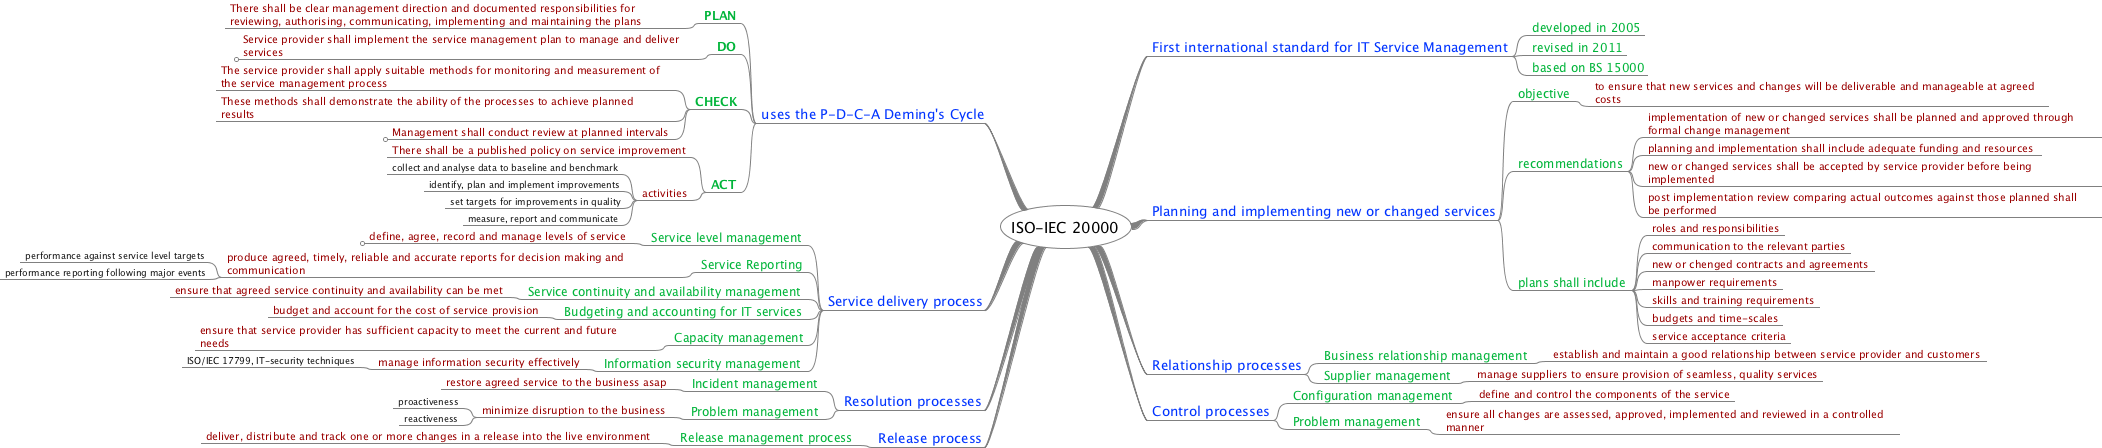 ISO-IEC 20000
First international standard for IT Service Management
developed in 2005
revised in 2011
based on BS 15000
Planning and implementing new or changed services
objective
to ensure that new services and changes will be deliverable and manageable at agreed
costs
recommendations
implementation of new or changed services shall be planned and approved through
formal change management
planning and implementation shall include adequate funding and resources
new or changed services shall be accepted by service provider before being
implemented
post implementation review comparing actual outcomes against those planned shall
be performed
plans shall include
roles and responsibilities
communication to the relevant parties
new or chenged contracts and agreements
manpower requirements
skills and training requirements
budgets and time-scales
service acceptance criteria
Relationship processes
Business relationship management
establish and maintain a good relationship between service provider and customers
Supplier management
manage suppliers to ensure provision of seamless, quality services
Control processes
Configuration management
define and control the components of the service
Problem management
ensure all changes are assessed, approved, implemented and reviewed in a controlled
manner
uses the P-D-C-A Deming's Cycle
PLAN
There shall be clear management direction and documented responsibilities for
reviewing, authorising, communicating, implementing and maintaining the plans
DO
Service provider shall implement the service management plan to manage and deliver
services
CHECK
The service provider shall apply suitable methods for monitoring and measurement of
the service management process
These methods shall demonstrate the ability of the processes to achieve planned
results
Management shall conduct review at planned intervals
ACT
There shall be a published policy on service improvement
activities
collect and analyse data to baseline and benchmark
identify, plan and implement improvements
set targets for improvements in quality
measure, report and communicate
Service delivery process
Service level management
define, agree, record and manage levels of service
Service Reporting
produce agreed, timely, reliable and accurate reports for decision making and
communication
performance against service level targets
performance reporting following major events
Service continuity and availability management
ensure that agreed service continuity and availability can be met
Budgeting and accounting for IT services
budget and account for the cost of service provision
Capacity management
ensure that service provider has sufficient capacity to meet the current and future
needs
Information security management
manage information security effectively
ISO/IEC 17799, IT-security techniques
Resolution processes
Incident management
restore agreed service to the business asap
Problem management
minimize disruption to the business
proactiveness
reactiveness
Release process
Release management process
deliver, distribute and track one or more changes in a release into the live environment